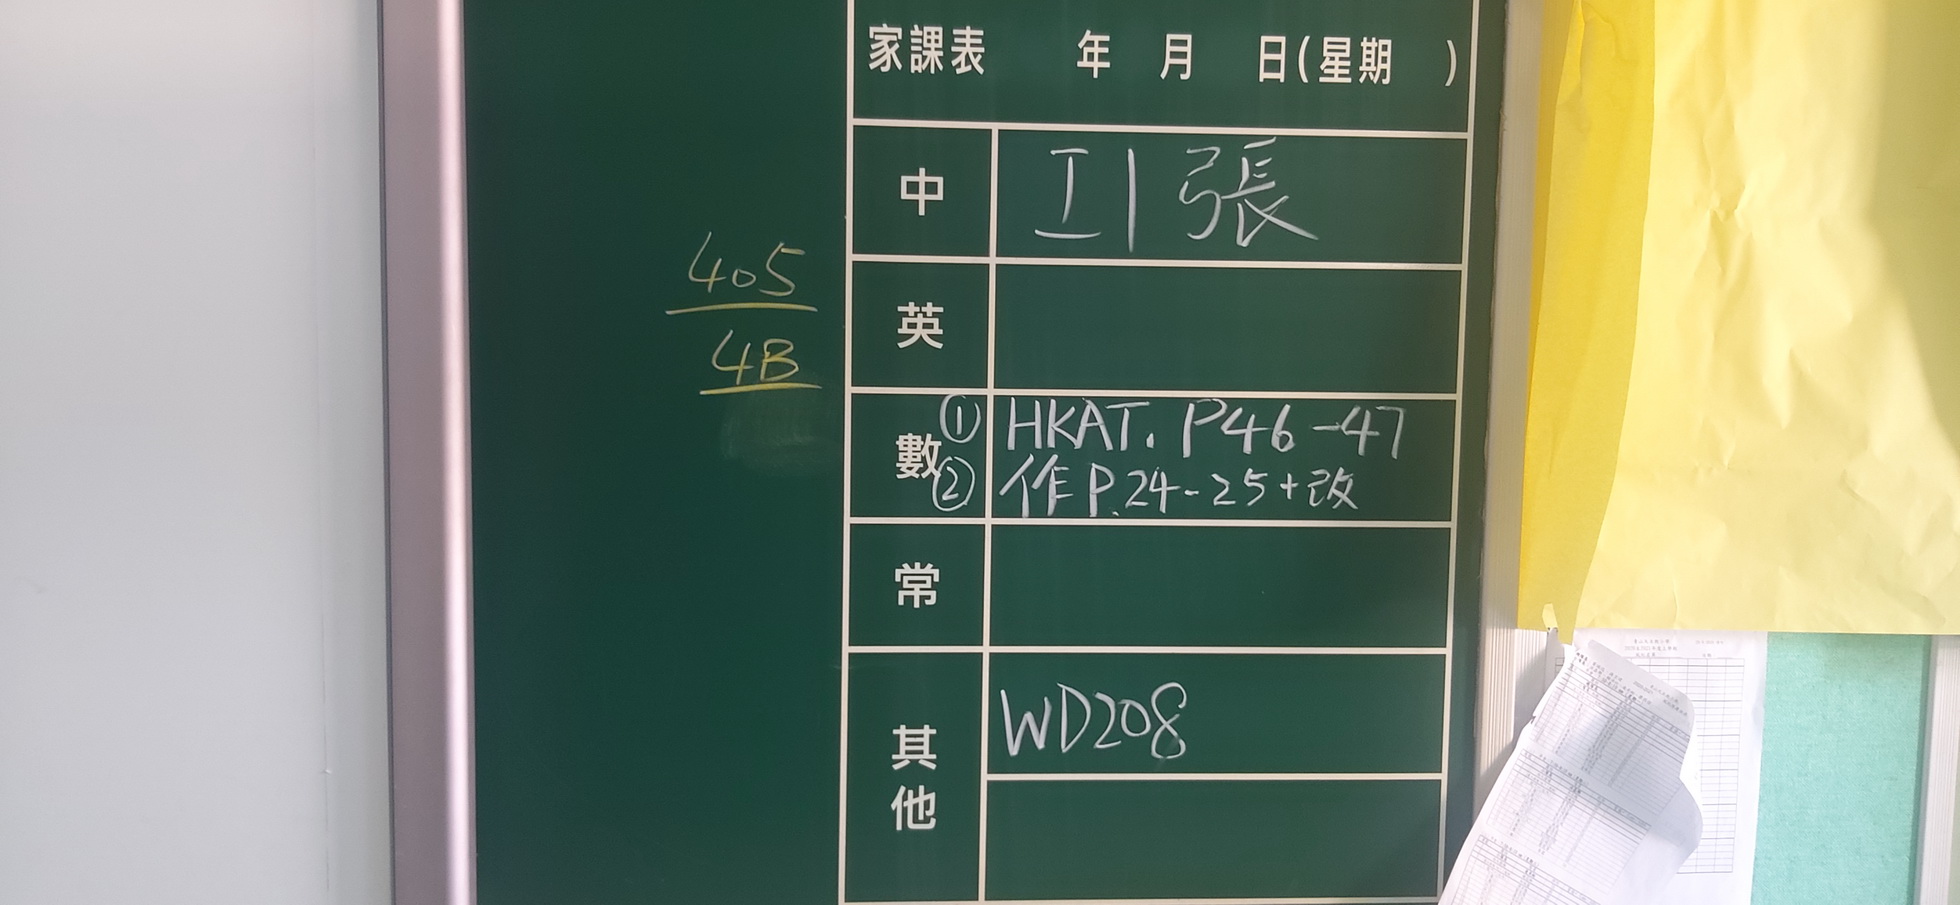 家課表 年 月 日(星期 )
中 工1張
405
4B
英
數 ① HKAT. P46-47
② 作 P.24-25+改
常
其他 WD208